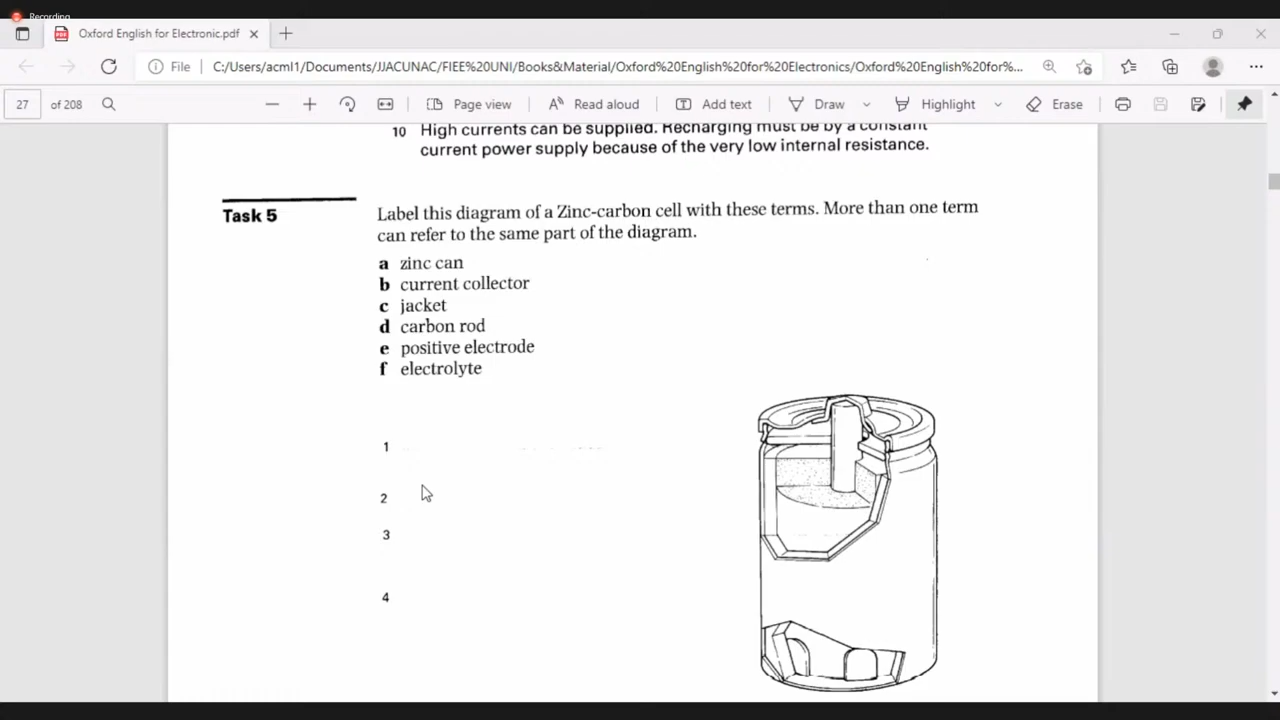 Recording
Oxford English for Electronic.pdf
File
C:/Users/acml1/Documents/JJACUNAC/FIEE%20UNI/Books&Material/Oxford%20English%20for%20Electronics/Oxford%20English%20for%...
27 of 208
Page view
Read aloud
Add text
Draw
Highlight
Erase
10 High currents can be supplied. Recharging must be by a constant
current power supply because of the very low internal resistance.
Task 5
Label this diagram of a Zinc-carbon cell with these terms. More than one term
can refer to the same part of the diagram.
a zinc can
b current collector
c jacket
d carbon rod
e positive electrode
f electrolyte
1
2
3
4